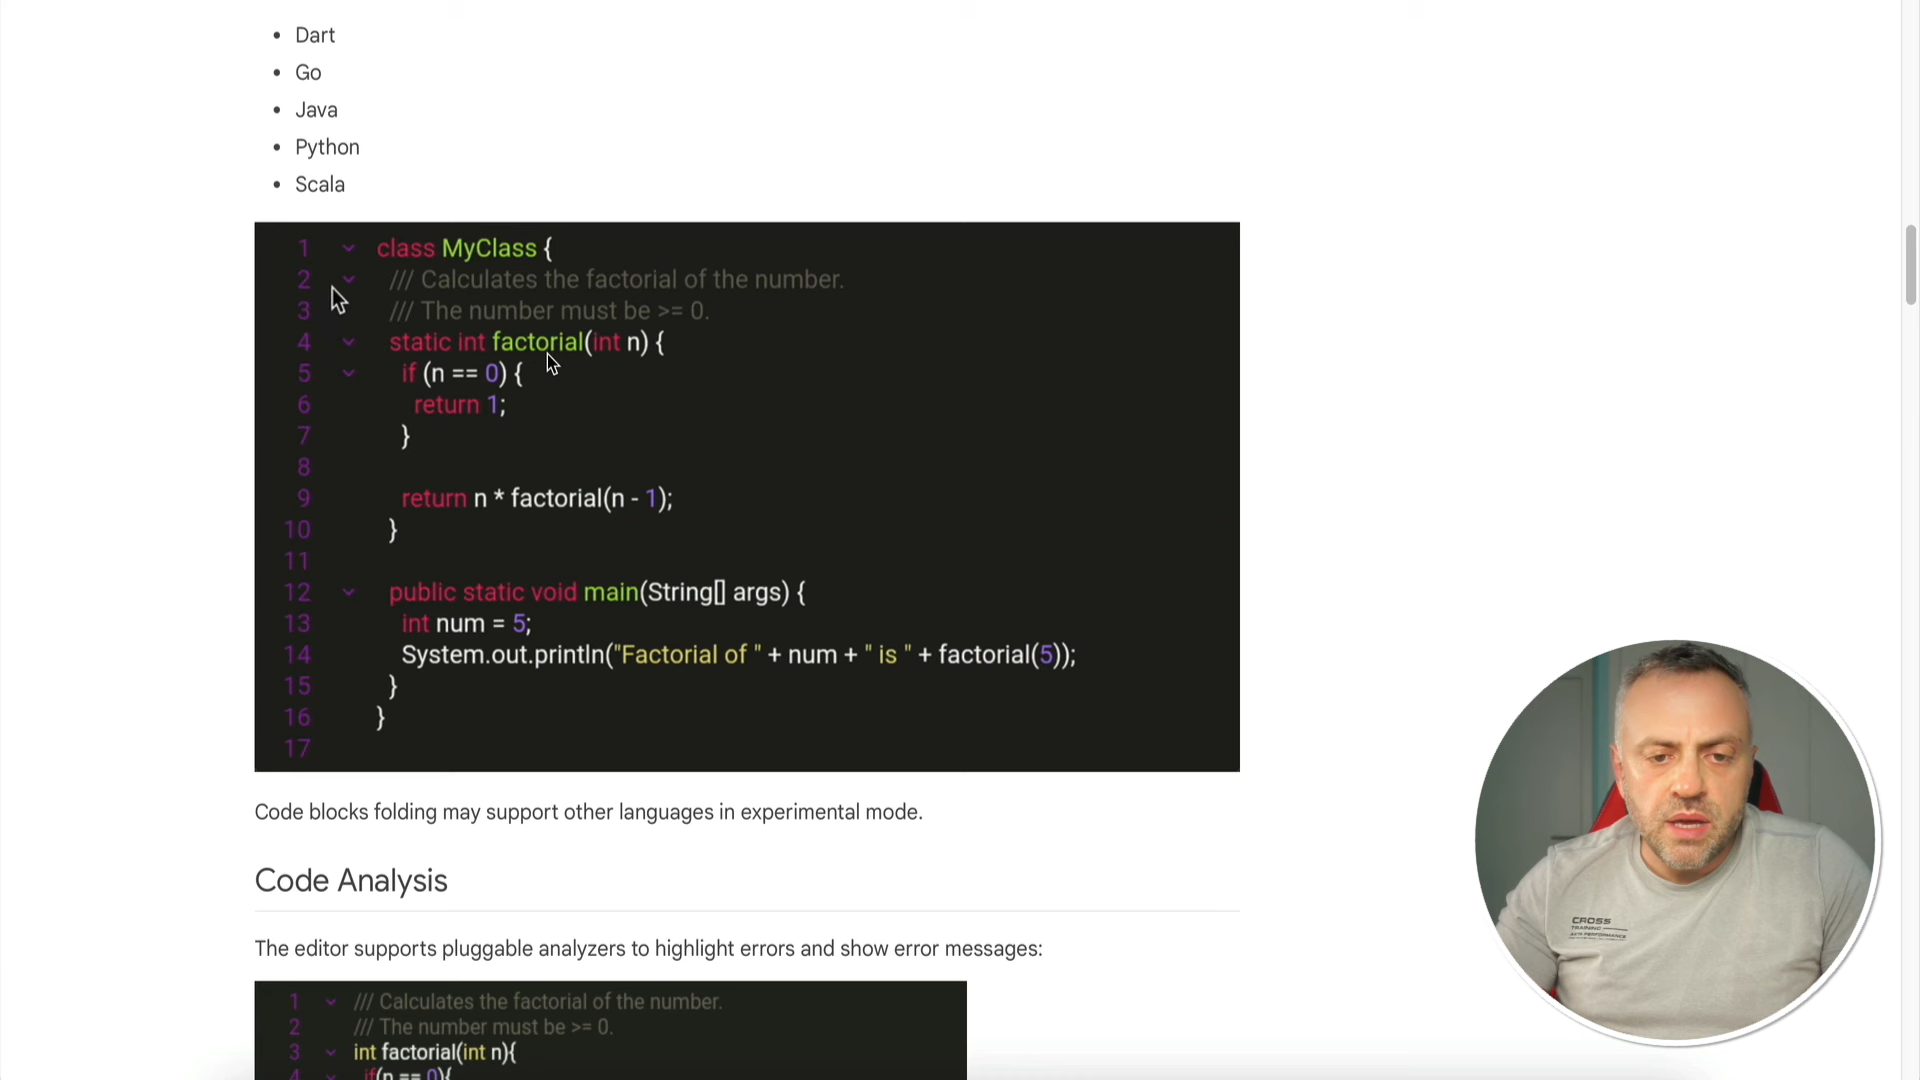 • Dart
• Go
• Java
• Python
• Scala
1 class MyClass {
2 /// Calculates the factorial of the number.
3 /// The number must be >= 0.
4 static int factorial(int n) {
5 if (n == 0) {
6 return 1;
7 }
8
9 return n * factorial(n - 1);
10 }
11
12 public static void main(String[] args) {
13 int num = 5;
14 System.out.println("Factorial of " + num + " is " + factorial(5));
15 }
16 }
17
Code blocks folding may support other languages in experimental mode.
Code Analysis
The editor supports pluggable analyzers to highlight errors and show error messages:
1 /// Calculates the factorial of the number.
2 /// The number must be >= 0.
3 int factorial(int n){
4 if(n == 0){
CROSS
TRAINING